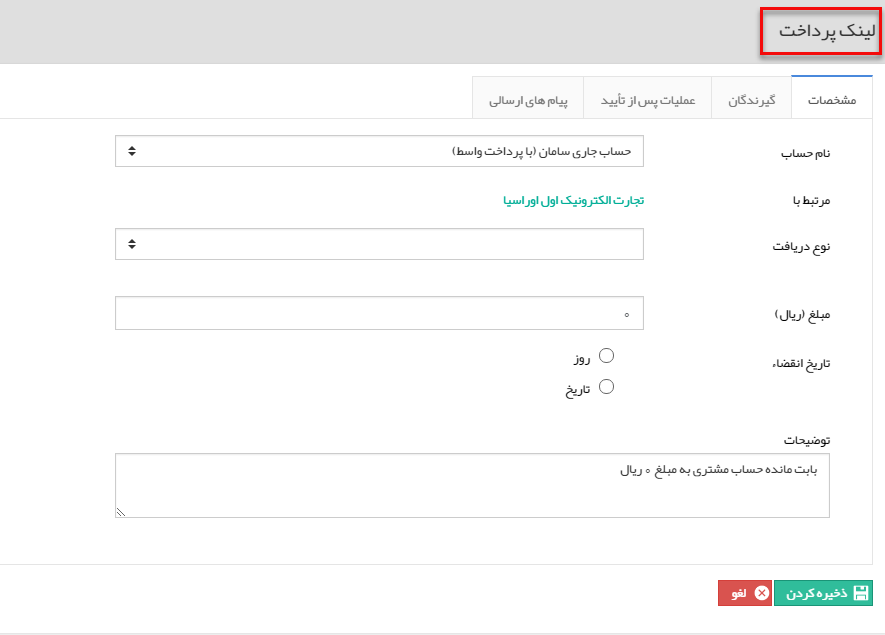 لینک پرداخت
مشخصات
گیرندگان
عملیات پس از تأیید
پیام های ارسالی
نام حساب
حساب جاری سامان (با پرداخت واسط)
مرتبط با
تجارت الکترونیک اول اوراسیا
نوع دریافت
مبلغ (ریال)
۰
تاریخ انقضاء
روز
تاریخ
توضیحات
بابت مانده حساب مشتری به مبلغ ۰ ریال
ذخیره کردن
لغو